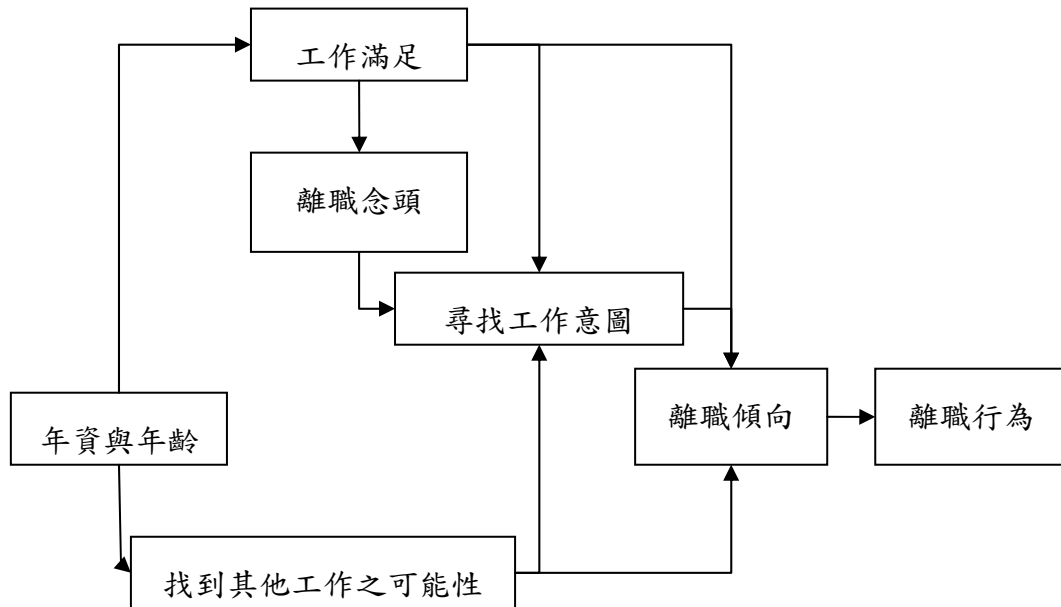 工作滿足
離職念頭
尋找工作意圖
離職傾向
離職行為
年資與年齡
找到其他工作之可能性